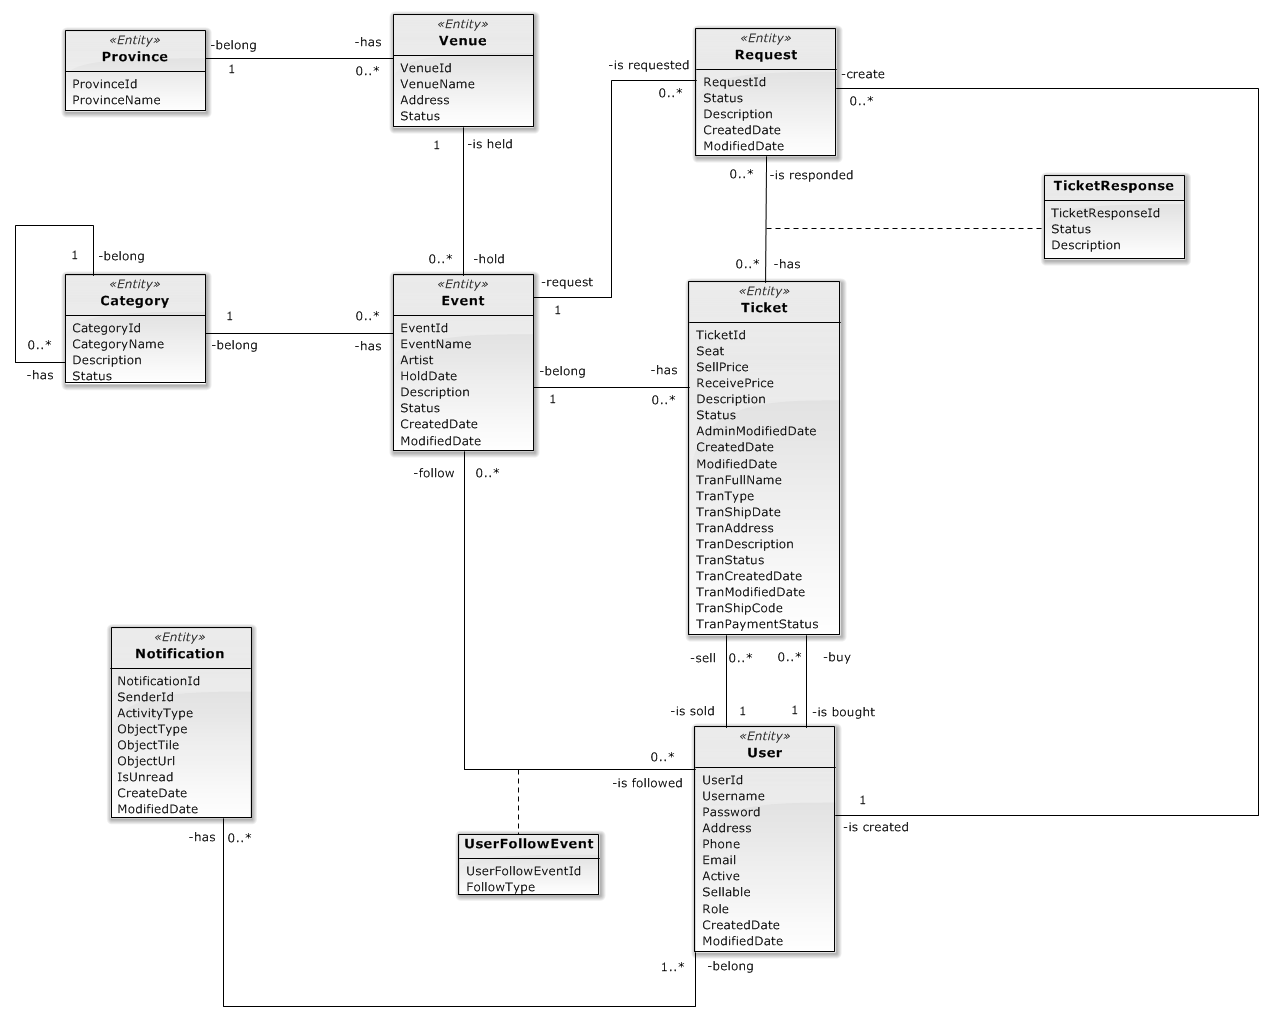 «Entity»
Province
ProvinceId
ProvinceName
-belong
1
-has
0..*
«Entity»
Venue
VenueId
VenueName
Address
Status
1
-is held
0..*
-hold
«Entity»
Request
RequestId
Status
Description
CreatedDate
ModifiedDate
-is requested
0..*
-create
0..*
0..*
-is responded
TicketResponse
TicketResponseId
Status
Description
0..*
-has
1
-belong
«Entity»
Category
CategoryId
CategoryName
Description
Status
0..*
-has
1
-belong
0..*
-has
«Entity»
Event
EventId
EventName
Artist
HoldDate
Description
Status
CreatedDate
ModifiedDate
-request
1
-belong
1
-has
0..*
«Entity»
Ticket
TicketId
Seat
SellPrice
ReceivePrice
Description
Status
AdminModifiedDate
CreatedDate
ModifiedDate
TranFullName
TranType
TranShipDate
TranAddress
TranDescription
TranStatus
TranCreatedDate
TranModifiedDate
TranShipCode
TranPaymentStatus
-follow
0..*
-sell
0..*
0..*
-buy
-is sold
1
1
-is bought
«Entity»
Notification
NotificationId
SenderId
ActivityType
ObjectType
ObjectTile
ObjectUrl
IsUnread
CreateDate
ModifiedDate
-has
0..*
0..*
-is followed
UserFollowEvent
UserFollowEventId
FollowType
«Entity»
User
UserId
Username
Password
Address
Phone
Email
Active
Sellable
Role
CreatedDate
ModifiedDate
1
-is created
1..*
-belong